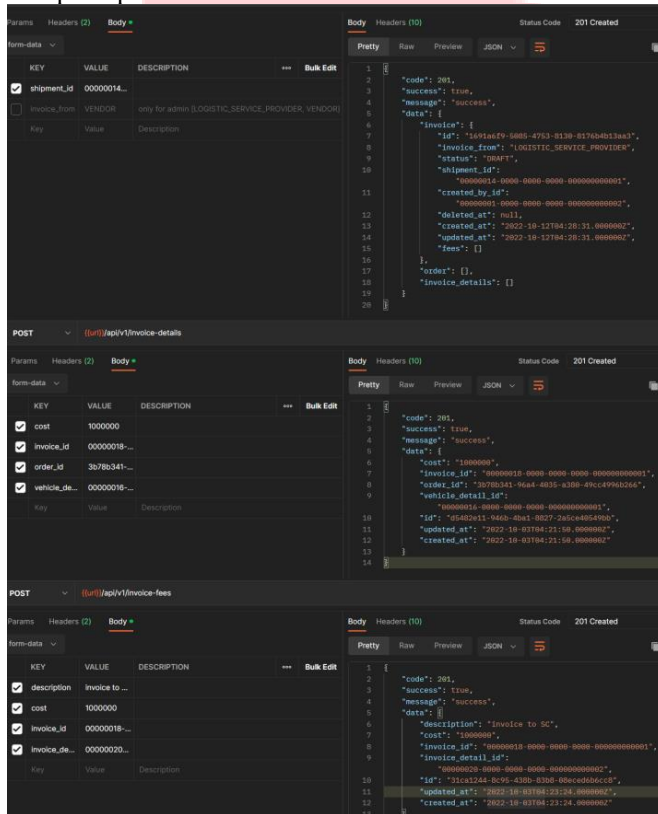 Params Headers (2) Body
form-data
KEY VALUE DESCRIPTION ••• Bulk Edit
shipment_id 00000014...
invoice_from VENDOR only for admin [LOGISTIC_SERVICE_PROVIDER, VENDOR]
Key Value Description
Body Headers (10) Status Code 201 Created
Pretty Raw Preview JSON
1 {
2 "code": 201,
3 "success": true,
4 "message": "success",
5 "data": {
6 "invoice": {
7 "id": "1691a6f9-5085-4753-8130-8176b4b13aa3",
8 "invoice_from": "LOGISTIC_SERVICE_PROVIDER",
9 "status": "DRAFT",
10 "shipment_id":
"00000014-0000-0000-0000-000000000001",
11 "created_by_id":
"00000001-0000-0000-0000-000000000002",
12 "deleted_at": null,
13 "created_at": "2022-10-12T04:28:31.000000Z",
14 "updated_at": "2022-10-12T04:28:31.000000Z",
15 "fees": []
16 },
17 "order": [],
18 "invoice_details": []
19 }
20 }
POST {{url}}/api/v1/invoice-details
Params Headers (2) Body
form-data
KEY VALUE DESCRIPTION ••• Bulk Edit
cost 1000000
invoice_id 00000018-...
order_id 3b78b341-...
vehicle_de... 00000016-...
Key Value Description
Body Headers (10) Status Code 201 Created
Pretty Raw Preview JSON
1 {
2 "code": 201,
3 "success": true,
4 "message": "success",
5 "data": {
6 "cost": "1000000",
7 "invoice_id": "00000018-0000-0000-0000-000000000001",
8 "order_id": "3b78b341-96a4-4035-a380-49cc4996b266",
9 "vehicle_detail_id":
"00000016-0000-0000-0000-000000000001",
10 "id": "d5482e11-946b-4ba1-8827-2a5ce40549bb",
11 "updated_at": "2022-10-03T04:21:50.000000Z",
12 "created_at": "2022-10-03T04:21:50.000000Z"
13 }
14 }
POST {{url}}/api/v1/invoice-fees
Params Headers (2) Body
form-data
KEY VALUE DESCRIPTION ••• Bulk Edit
description invoice to ...
cost 1000000
invoice_id 00000018-...
invoice_de... 00000020...
Key Value Description
Body Headers (10) Status Code 201 Created
Pretty Raw Preview JSON
1 {
2 "code": 201,
3 "success": true,
4 "message": "success",
5 "data": {
6 "description": "Invoice to SC",
7 "cost": "1000000",
8 "invoice_id": "00000018-0000-0000-0000-000000000001",
9 "invoice_detail_id":
"00000020-0000-0000-0000-000000000002",
10 "id": "31ca1244-8c95-438b-83b8-08eced6b6cc8",
11 "updated_at": "2022-10-03T04:23:24.000000Z",
12 "created_at": "2022-10-03T04:23:24.000000Z"